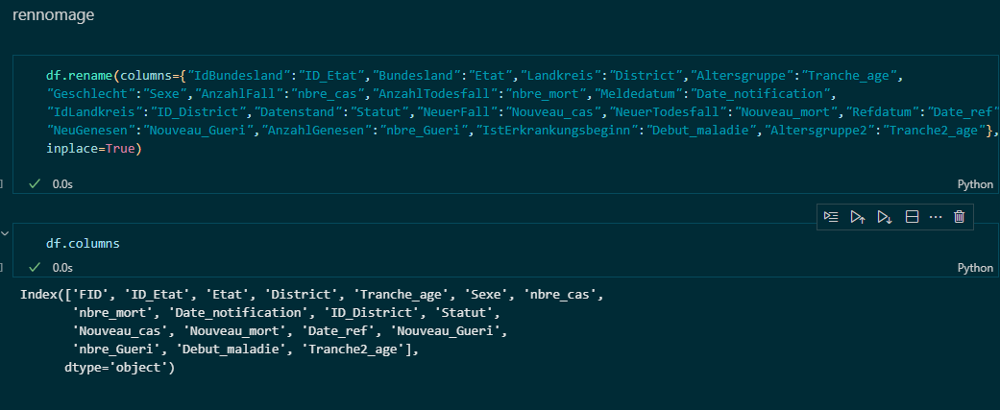 rennomage
df.rename(columns={"IdBundesland":"ID_Etat","Bundesland":"Etat","Landkreis":"District","Altersgruppe":"Tranche_age",
"Geschlecht":"Sexe","AnzahlFall":"nbre_cas","AnzahlTodesfall":"nbre_mort","Meldedatum":"Date_notification",
"IdLandkreis":"ID_District","Datenstand":"Statut","NeuerFall":"Nouveau_cas","NeuerTodesfall":"Nouveau_mort","Refdatum":"Date_ref"
"NeuGenesen":"Nouveau_Gueri","AnzahlGenesen":"nbre_Gueri","IstErkrankungsbeginn":"Debut_maladie","Altersgruppe2":"Tranche2_age"},
inplace=True)
] 0.0s Python
df.columns
] 0.0s Python
Index(['FID', 'ID_Etat', 'Etat', 'District', 'Tranche_age', 'Sexe', 'nbre_cas',
'nbre_mort', 'Date_notification', 'ID_District', 'Statut',
'Nouveau_cas', 'Nouveau_mort', 'Date_ref', 'Nouveau_Gueri',
'nbre_Gueri', 'Debut_maladie', 'Tranche2_age'],
dtype='object')